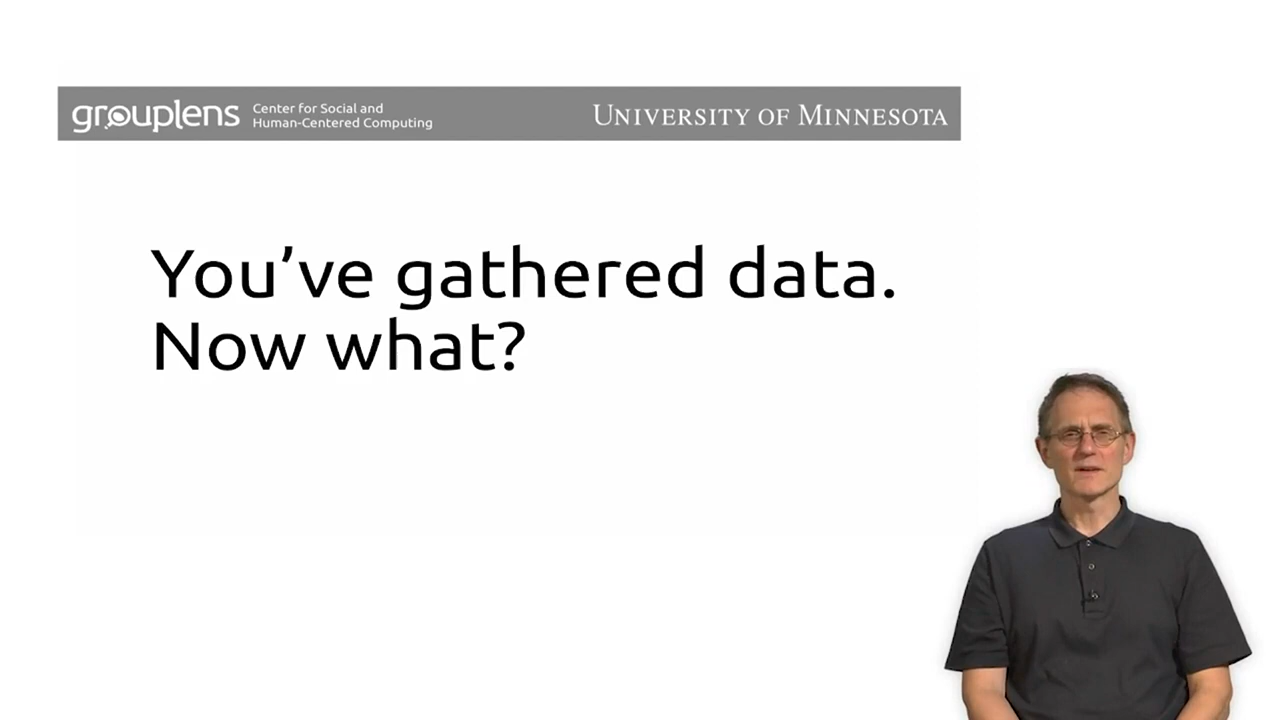 grouplens
Center for Social and
Human-Centered Computing
UNIVERSITY OF MINNESOTA
You’ve gathered data.
Now what?